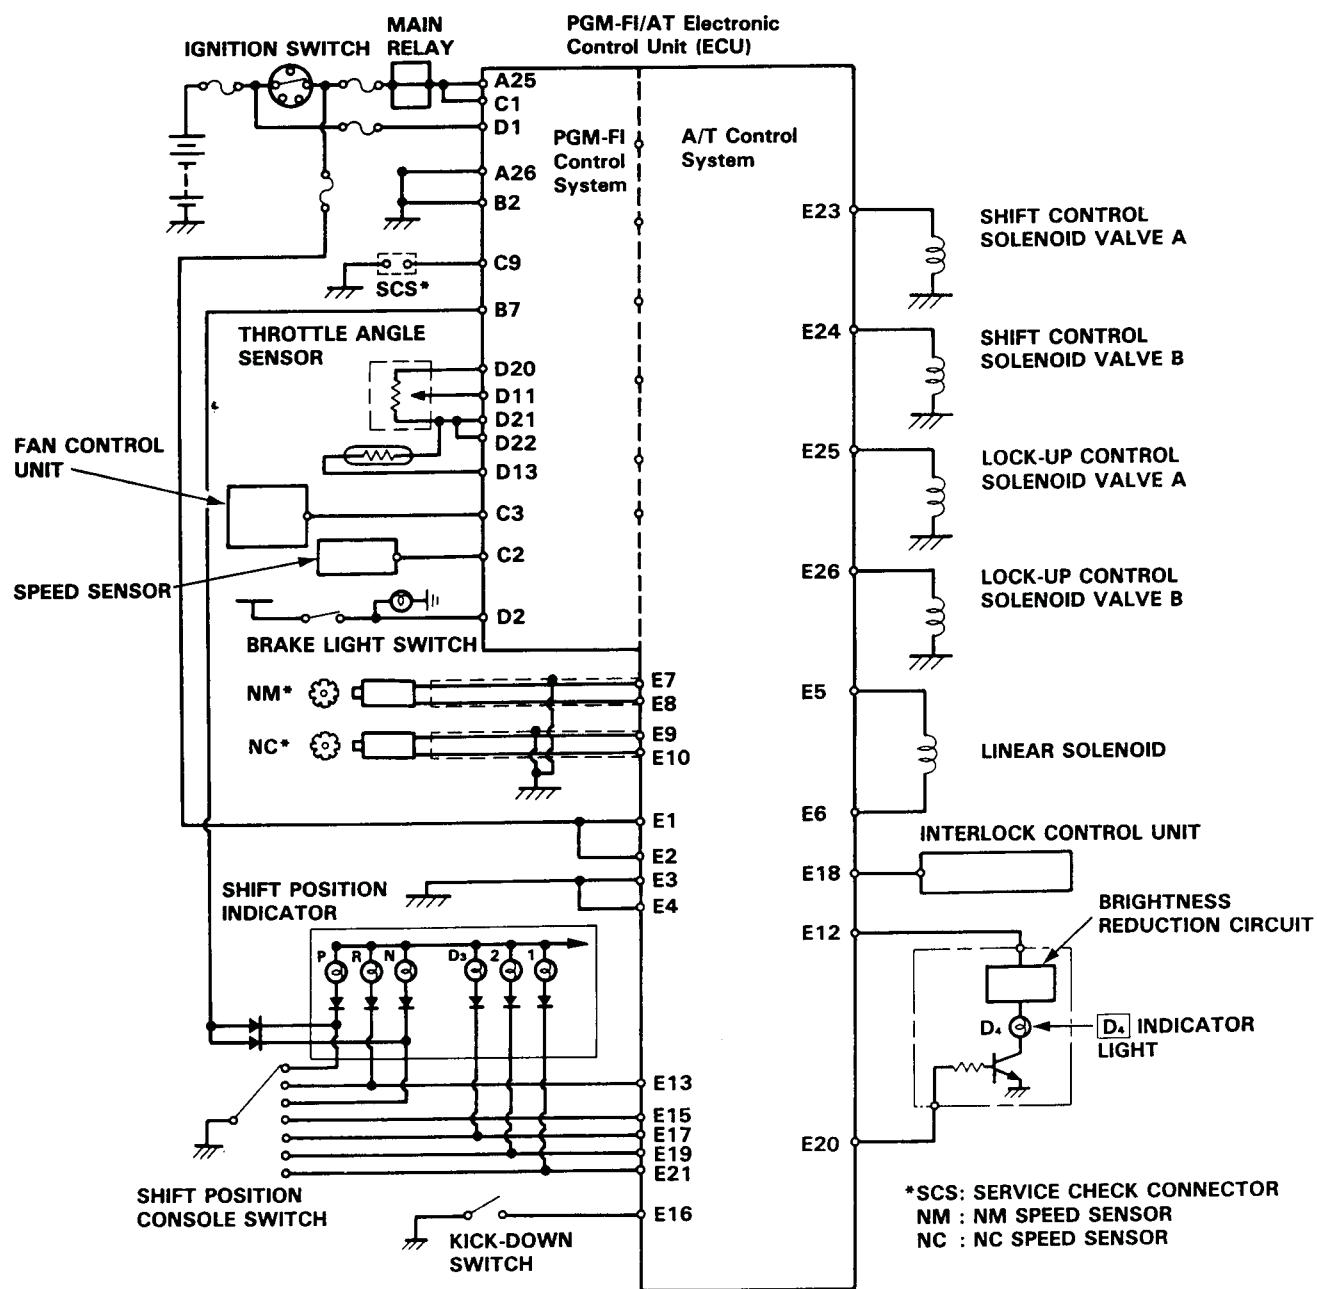 PGM-FI/AT Electronic
Control Unit (ECU)
MAIN
RELAY
IGNITION SWITCH
A25
C1
D1
A26
B2
PGM-FI
Control
System
A/T Control
System
C9
SCS*
B7
THROTTLE ANGLE
SENSOR
D20
D11
D21
D22
D13
FAN CONTROL
UNIT
C3
C2
SPEED SENSOR
D2
BRAKE LIGHT SWITCH
NM*
E7
E8
NC*
E9
E10
E1
E2
E3
E4
SHIFT POSITION
INDICATOR
P R N D3 2 1
E13
E15
E17
E19
E21
SHIFT POSITION
CONSOLE SWITCH
E16
KICK-DOWN
SWITCH
E23
SHIFT CONTROL
SOLENOID VALVE A
E24
SHIFT CONTROL
SOLENOID VALVE B
E25
LOCK-UP CONTROL
SOLENOID VALVE A
E26
LOCK-UP CONTROL
SOLENOID VALVE B
E5
LINEAR SOLENOID
E6
INTERLOCK CONTROL UNIT
E18
BRIGHTNESS
REDUCTION CIRCUIT
E12
D4
D4 INDICATOR
LIGHT
E20
*SCS: SERVICE CHECK CONNECTOR
NM : NM SPEED SENSOR
NC : NC SPEED SENSOR